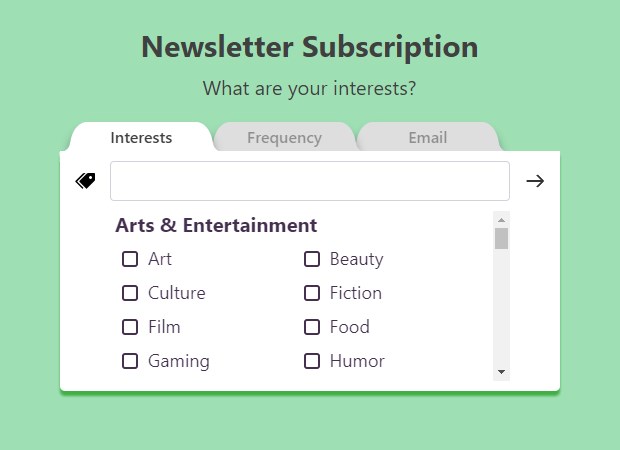 Newsletter Subscription
What are your interests?
Interests Frequency Email
Arts & Entertainment
Art Beauty
Culture Fiction
Film Food
Gaming Humor